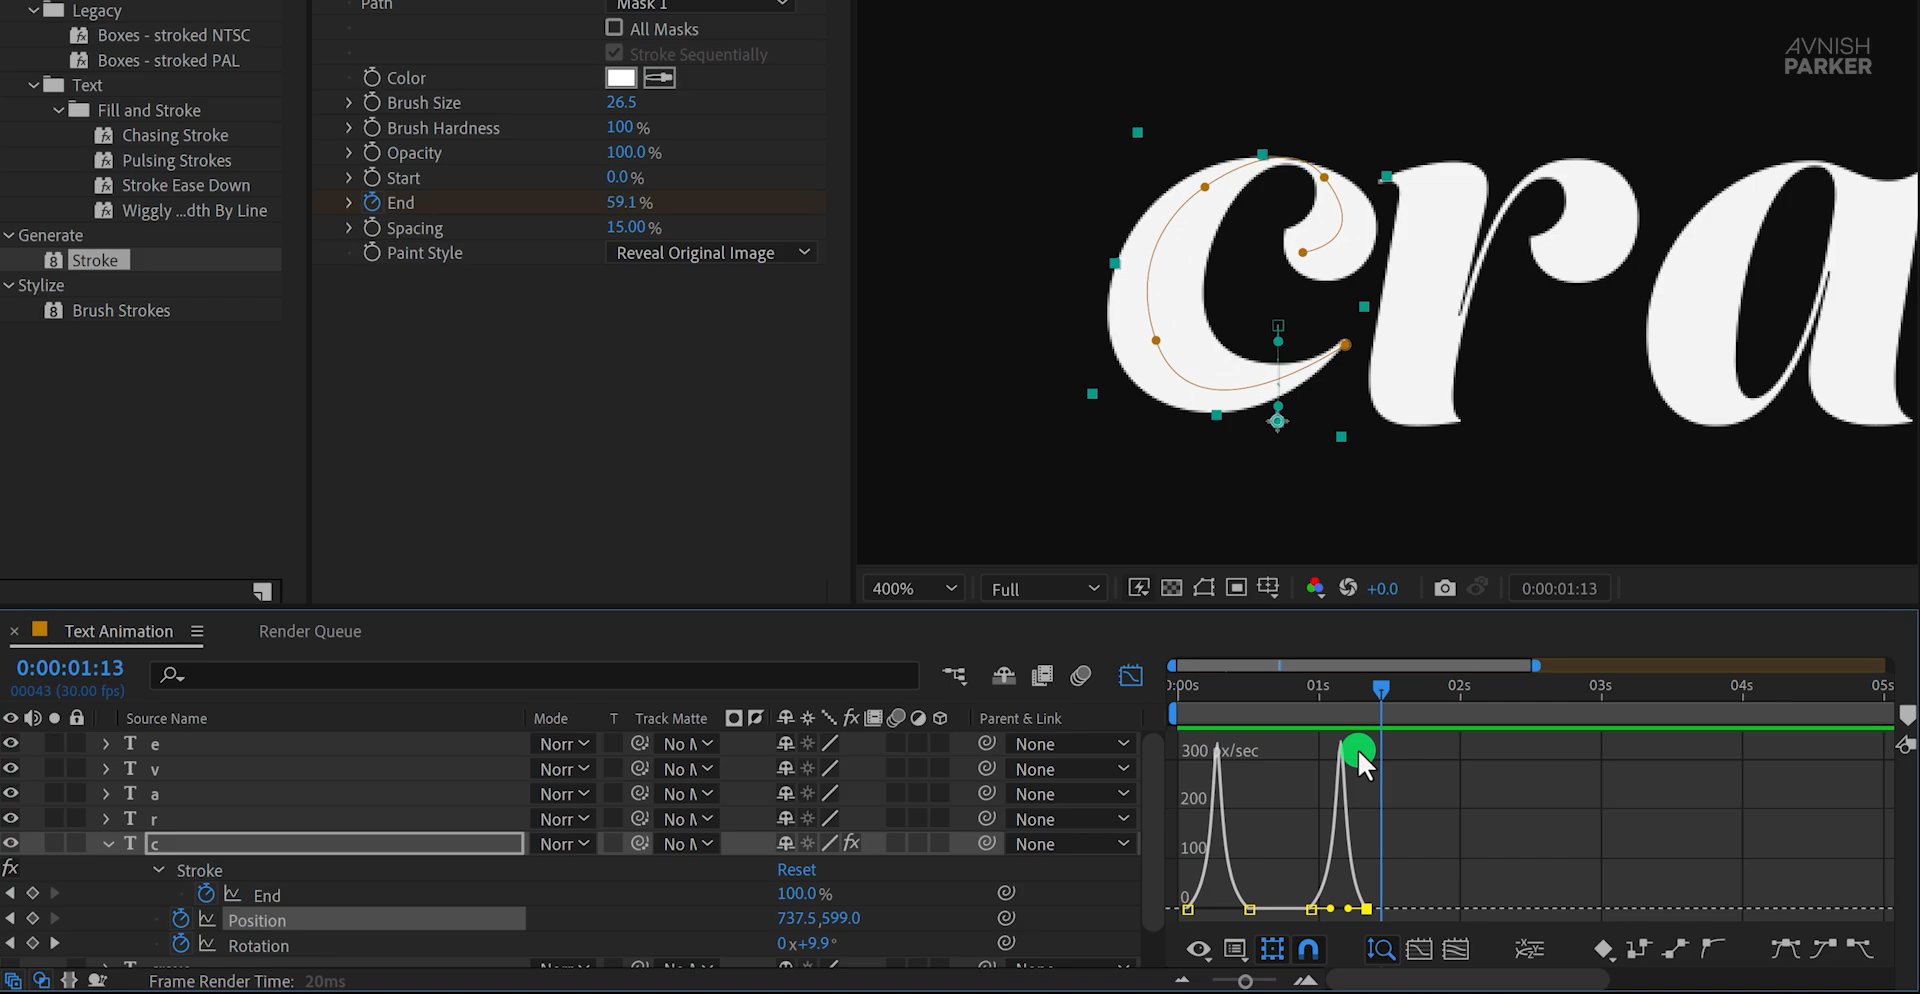 Legacy
Boxes - stroked NTSC
Boxes - stroked PAL
Text
Fill and Stroke
Chasing Stroke
Pulsing Strokes
Stroke Ease Down
Wiggly ...dth By Line
Generate
Stroke
Stylize
Brush Strokes
Path Mask 1
All Masks
Stroke Sequentially
Color
Brush Size 26.5
Brush Hardness 100 %
Opacity 100.0 %
Start 0.0 %
End 59.1 %
Spacing 15.00 %
Paint Style Reveal Original Image
AVNISH
PARKER
cra
400% Full +0.0 0:00:01:13
Text Animation Render Queue
0:00:01:13
00043 (30.00 fps)
Source Name Mode T Track Matte Parent & Link
T e Norr No M None
T v Norr No M None
T a Norr No M None
T r Norr No M None
T c Norr No M None
fx Stroke Reset
End 100.0 %
Position 737.5,599.0
Rotation 0 x+9.9 °
Frame Render Time: 20ms
0:00s 01s 02s 03s 04s 05s
300 px/sec
200
100
0